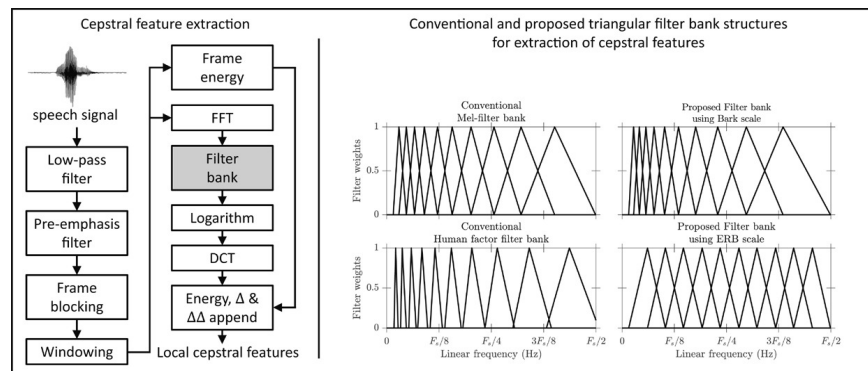 Cepstral feature extraction
speech signal
Low-pass
filter
Pre-emphasis
filter
Frame
blocking
Windowing
Frame
energy
FFT
Filter
bank
Logarithm
DCT
Energy, Δ &
ΔΔ append
Local cepstral features
Conventional and proposed triangular filter bank structures
for extraction of cepstral features
Conventional
Mel-filter bank
Proposed Filter bank
using Bark scale
Filter weights
1
0.5
0
Conventional
Human factor filter bank
Proposed Filter bank
using ERB scale
Filter weights
1
0.5
0
0 Fs/8 Fs/4 3Fs/8 Fs/2
Linear frequency (Hz)
0 Fs/8 Fs/4 3Fs/8 Fs/2
Linear frequency (Hz)